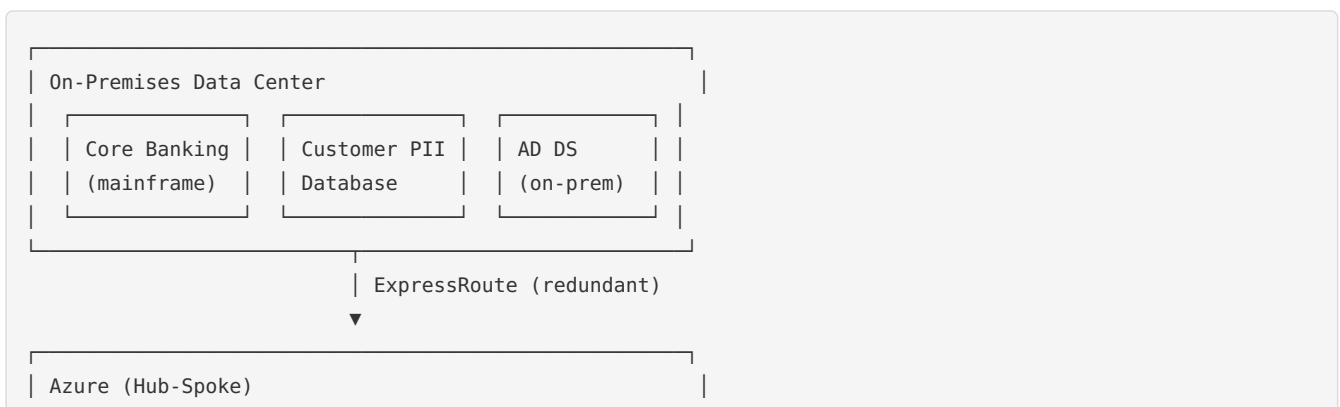 On-Premises Data Center
Core Banking Customer PII AD DS
(mainframe) Database (on-prem)
ExpressRoute (redundant)
Azure (Hub-Spoke)